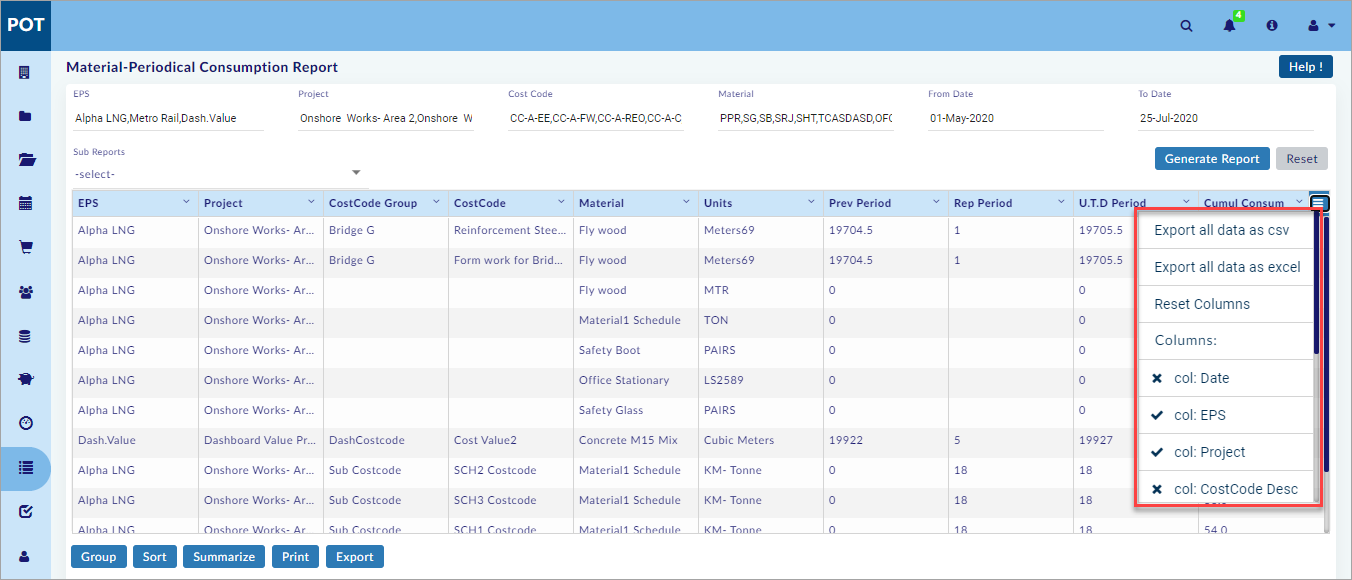 POT
4
Material-Periodical Consumption Report
Help !
EPS Project Cost Code Material From Date To Date
Alpha LNG,Metro Rail,Dash.Value Onshore Works- Area 2,Onshore W CC-A-EE,CC-A-FW,CC-A-REO,CC-A-C PPR,SG,SB,SRJ,SHT,TCASDASD,OFC 01-May-2020 25-Jul-2020
Sub Reports
-select-
Generate Report Reset
EPS Project CostCode Group CostCode Material Units Prev Period Rep Period U.T.D Period Cumul Consum
Alpha LNG Onshore Works- Ar... Bridge G Reinforcement Stee... Fly wood Meters69 19704.5 1 19705.5
Alpha LNG Onshore Works- Ar... Bridge G Form work for Brid... Fly wood Meters69 19704.5 1 19705.5
Alpha LNG Onshore Works- Ar... Fly wood MTR 0 0
Alpha LNG Onshore Works- Ar... Material1 Schedule TON 0 0
Alpha LNG Onshore Works- Ar... Safety Boot PAIRS 0 0
Alpha LNG Onshore Works- Ar... Office Stationary LS2589 0 0
Alpha LNG Onshore Works- Ar... Safety Glass PAIRS 0 0
Dash.Value Dashboard Value Pr... DashCostcode Cost Value2 Concrete M15 Mix Cubic Meters 19922 5 19927
Alpha LNG Onshore Works- Ar... Sub Costcode SCH2 Costcode Material1 Schedule KM- Tonne 0 18 18
Alpha LNG Onshore Works- Ar... Sub Costcode SCH3 Costcode Material1 Schedule KM- Tonne 0 18 18
Alpha LNG Onshore Works- Ar... Sub Costcode SCH1 Costcode Material1 Schedule KM- Tonne 0 18 18 54.0
Export all data as csv
Export all data as excel
Reset Columns
Columns:
col: Date
col: EPS
col: Project
col: CostCode Desc
Group Sort Summarize Print Export